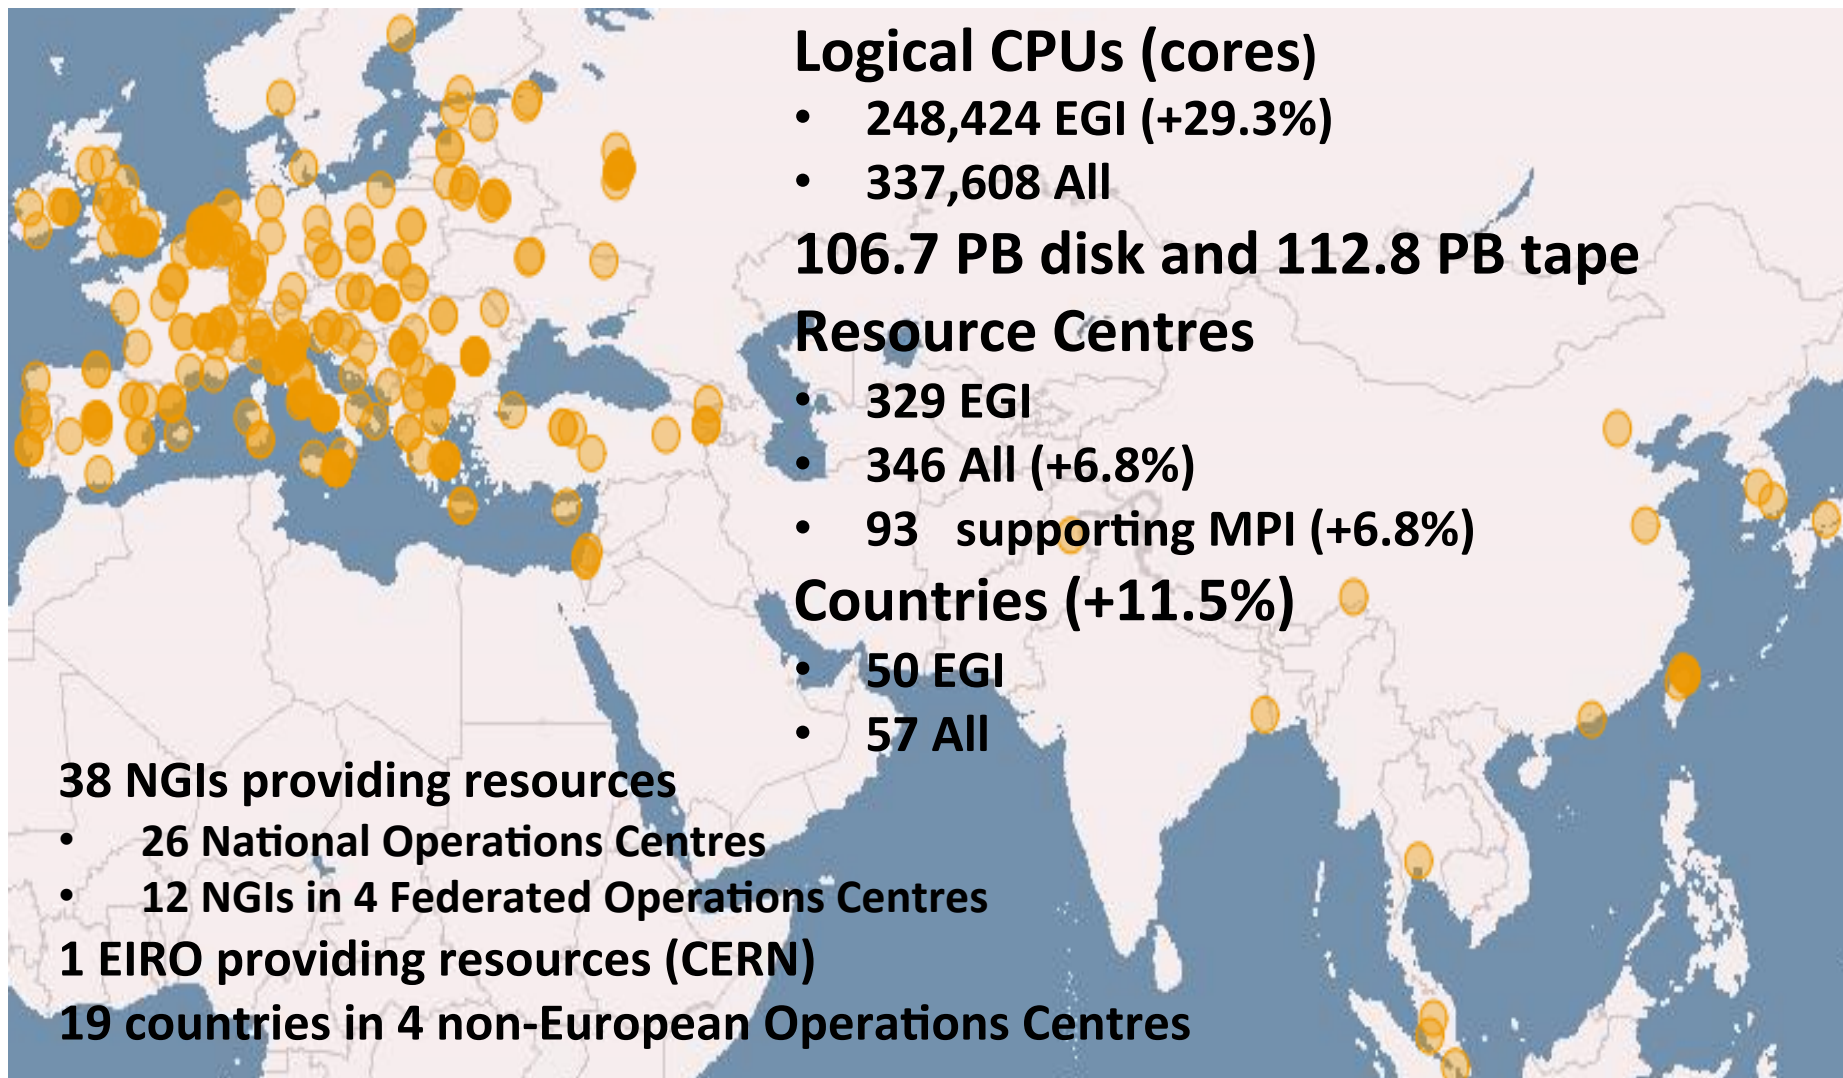 Logical CPUs (cores)
• 248,424 EGI (+29.3%)
• 337,608 All
106.7 PB disk and 112.8 PB tape
Resource Centres
• 329 EGI
• 346 All (+6.8%)
• 93 supporting MPI (+6.8%)
Countries (+11.5%)
• 50 EGI
• 57 All
38 NGIs providing resources
• 26 National Operations Centres
• 12 NGIs in 4 Federated Operations Centres
1 EIRO providing resources (CERN)
19 countries in 4 non-European Operations Centres